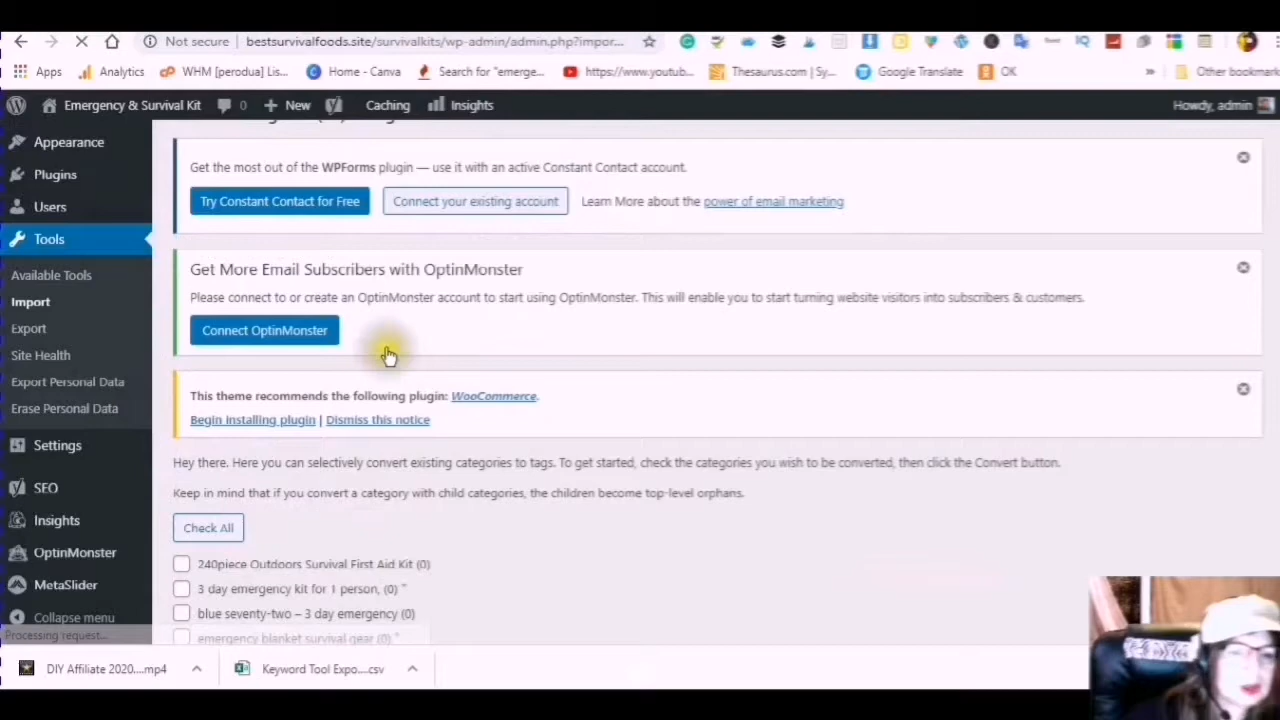 Not secure | bestsurvivalfoods.site/survivalkits/wp-admin/admin.php?impor...
Apps Analytics WHM [perodua] Lis... Home - Canva Search for "emerge... https://www.youtub... Thesaurus.com | Sy... Google Translate OK » Other bookmark
Emergency & Survival Kit 0 + New Caching Insights Howdy, admin
Appearance
Plugins
Users
Tools
Available Tools
Import
Export
Site Health
Export Personal Data
Erase Personal Data
Settings
SEO
Insights
OptinMonster
MetaSlider
Collapse menu
Processing request...
Get the most out of the WPForms plugin — use it with an active Constant Contact account.
Try Constant Contact for Free Connect your existing account Learn More about the power of email marketing
Get More Email Subscribers with OptinMonster
Please connect to or create an OptinMonster account to start using OptinMonster. This will enable you to start turning website visitors into subscribers & customers.
Connect OptinMonster
This theme recommends the following plugin: WooCommerce.
Begin installing plugin | Dismiss this notice
Hey there. Here you can selectively convert existing categories to tags. To get started, check the categories you wish to be converted, then click the Convert button.
Keep in mind that if you convert a category with child categories, the children become top-level orphans.
Check All
240piece Outdoors Survival First Aid Kit (0)
3 day emergency kit for 1 person, (0) *
blue seventy-two – 3 day emergency (0)
emergency blanket survival gear (0) *
DIY Affiliate 2020....mp4
Keyword Tool Expo....csv